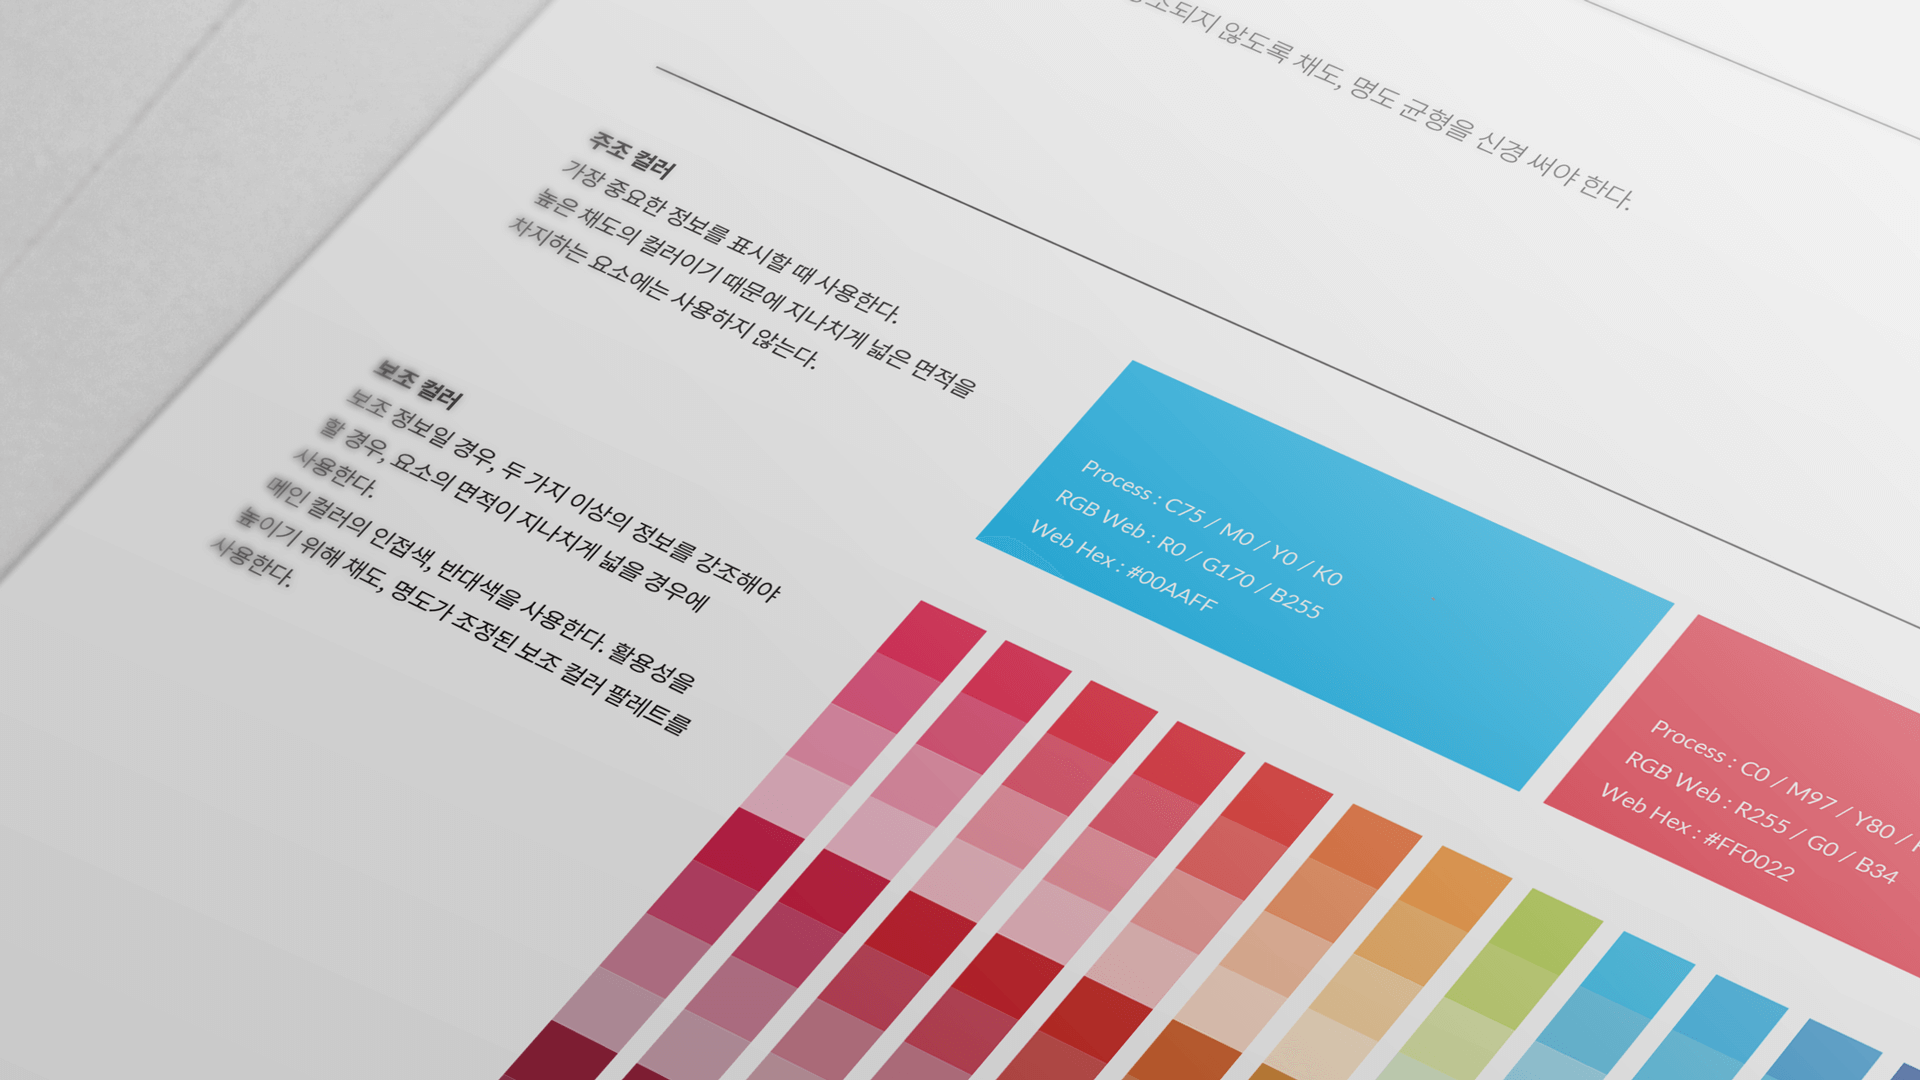 되지 않도록 채도, 명도 균형을 신경 써야 한다.
주조 컬러
가장 중요한 정보를 표시할 때 사용한다.
높은 채도의 컬러이기 때문에 지나치게 넓은 면적을
차지하는 요소에는 사용하지 않는다.
보조 컬러
보조 정보일 경우, 두 가지 이상의 정보를 강조해야
할 경우, 요소의 면적이 지나치게 넓을 경우에
사용한다.
메인 컬러의 인접색, 반대색을 사용한다. 활용성을
높이기 위해 채도, 명도가 조정된 보조 컬러 팔레트를
사용한다.
Process : C75 / M0 / Y0 / K0
RGB Web : R0 / G170 / B255
Web Hex : #00AAFF
Process : C0 / M97 / Y80 /
RGB Web : R255 / G0 / B34
Web Hex : #FF0022